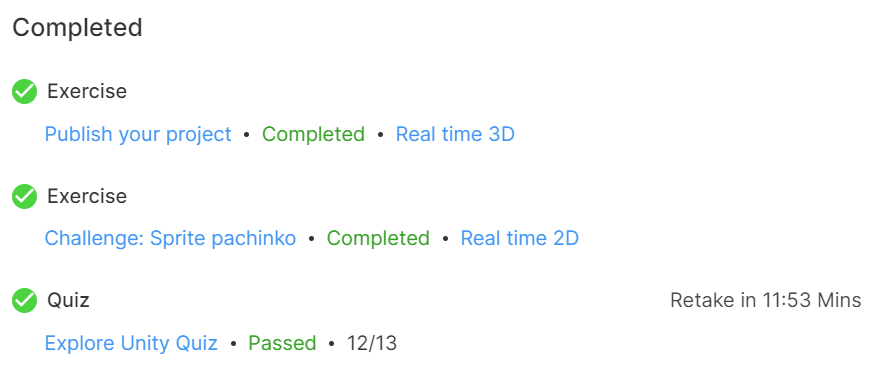 Completed
Exercise
Publish your project • Completed • Real time 3D
Exercise
Challenge: Sprite pachinko • Completed • Real time 2D
Quiz Retake in 11:53 Mins
Explore Unity Quiz • Passed • 12/13